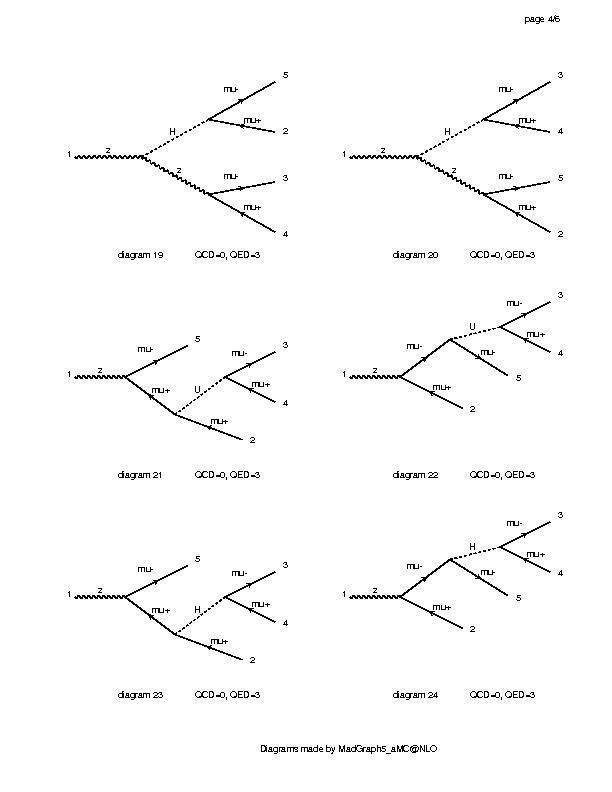 page 4/6
5
mu-
mu+
2
H
1
z
z
mu-
3
mu+
4
diagram 19
QCD=0, QED=3
3
mu-
mu+
4
H
1
z
z
mu-
5
mu+
2
diagram 20
QCD=0, QED=3
5
mu-
3
mu-
1
z
U
mu+
mu+
4
mu+
2
diagram 21
QCD=0, QED=3
3
mu-
U
mu+
4
mu-
mu-
5
1
z
mu+
2
diagram 22
QCD=0, QED=3
5
mu-
3
mu-
1
z
H
mu+
mu+
4
mu+
2
diagram 23
QCD=0, QED=3
3
mu-
H
mu+
4
mu-
mu-
5
1
z
mu+
2
diagram 24
QCD=0, QED=3
Diagrams made by MadGraph5_aMC@NLO